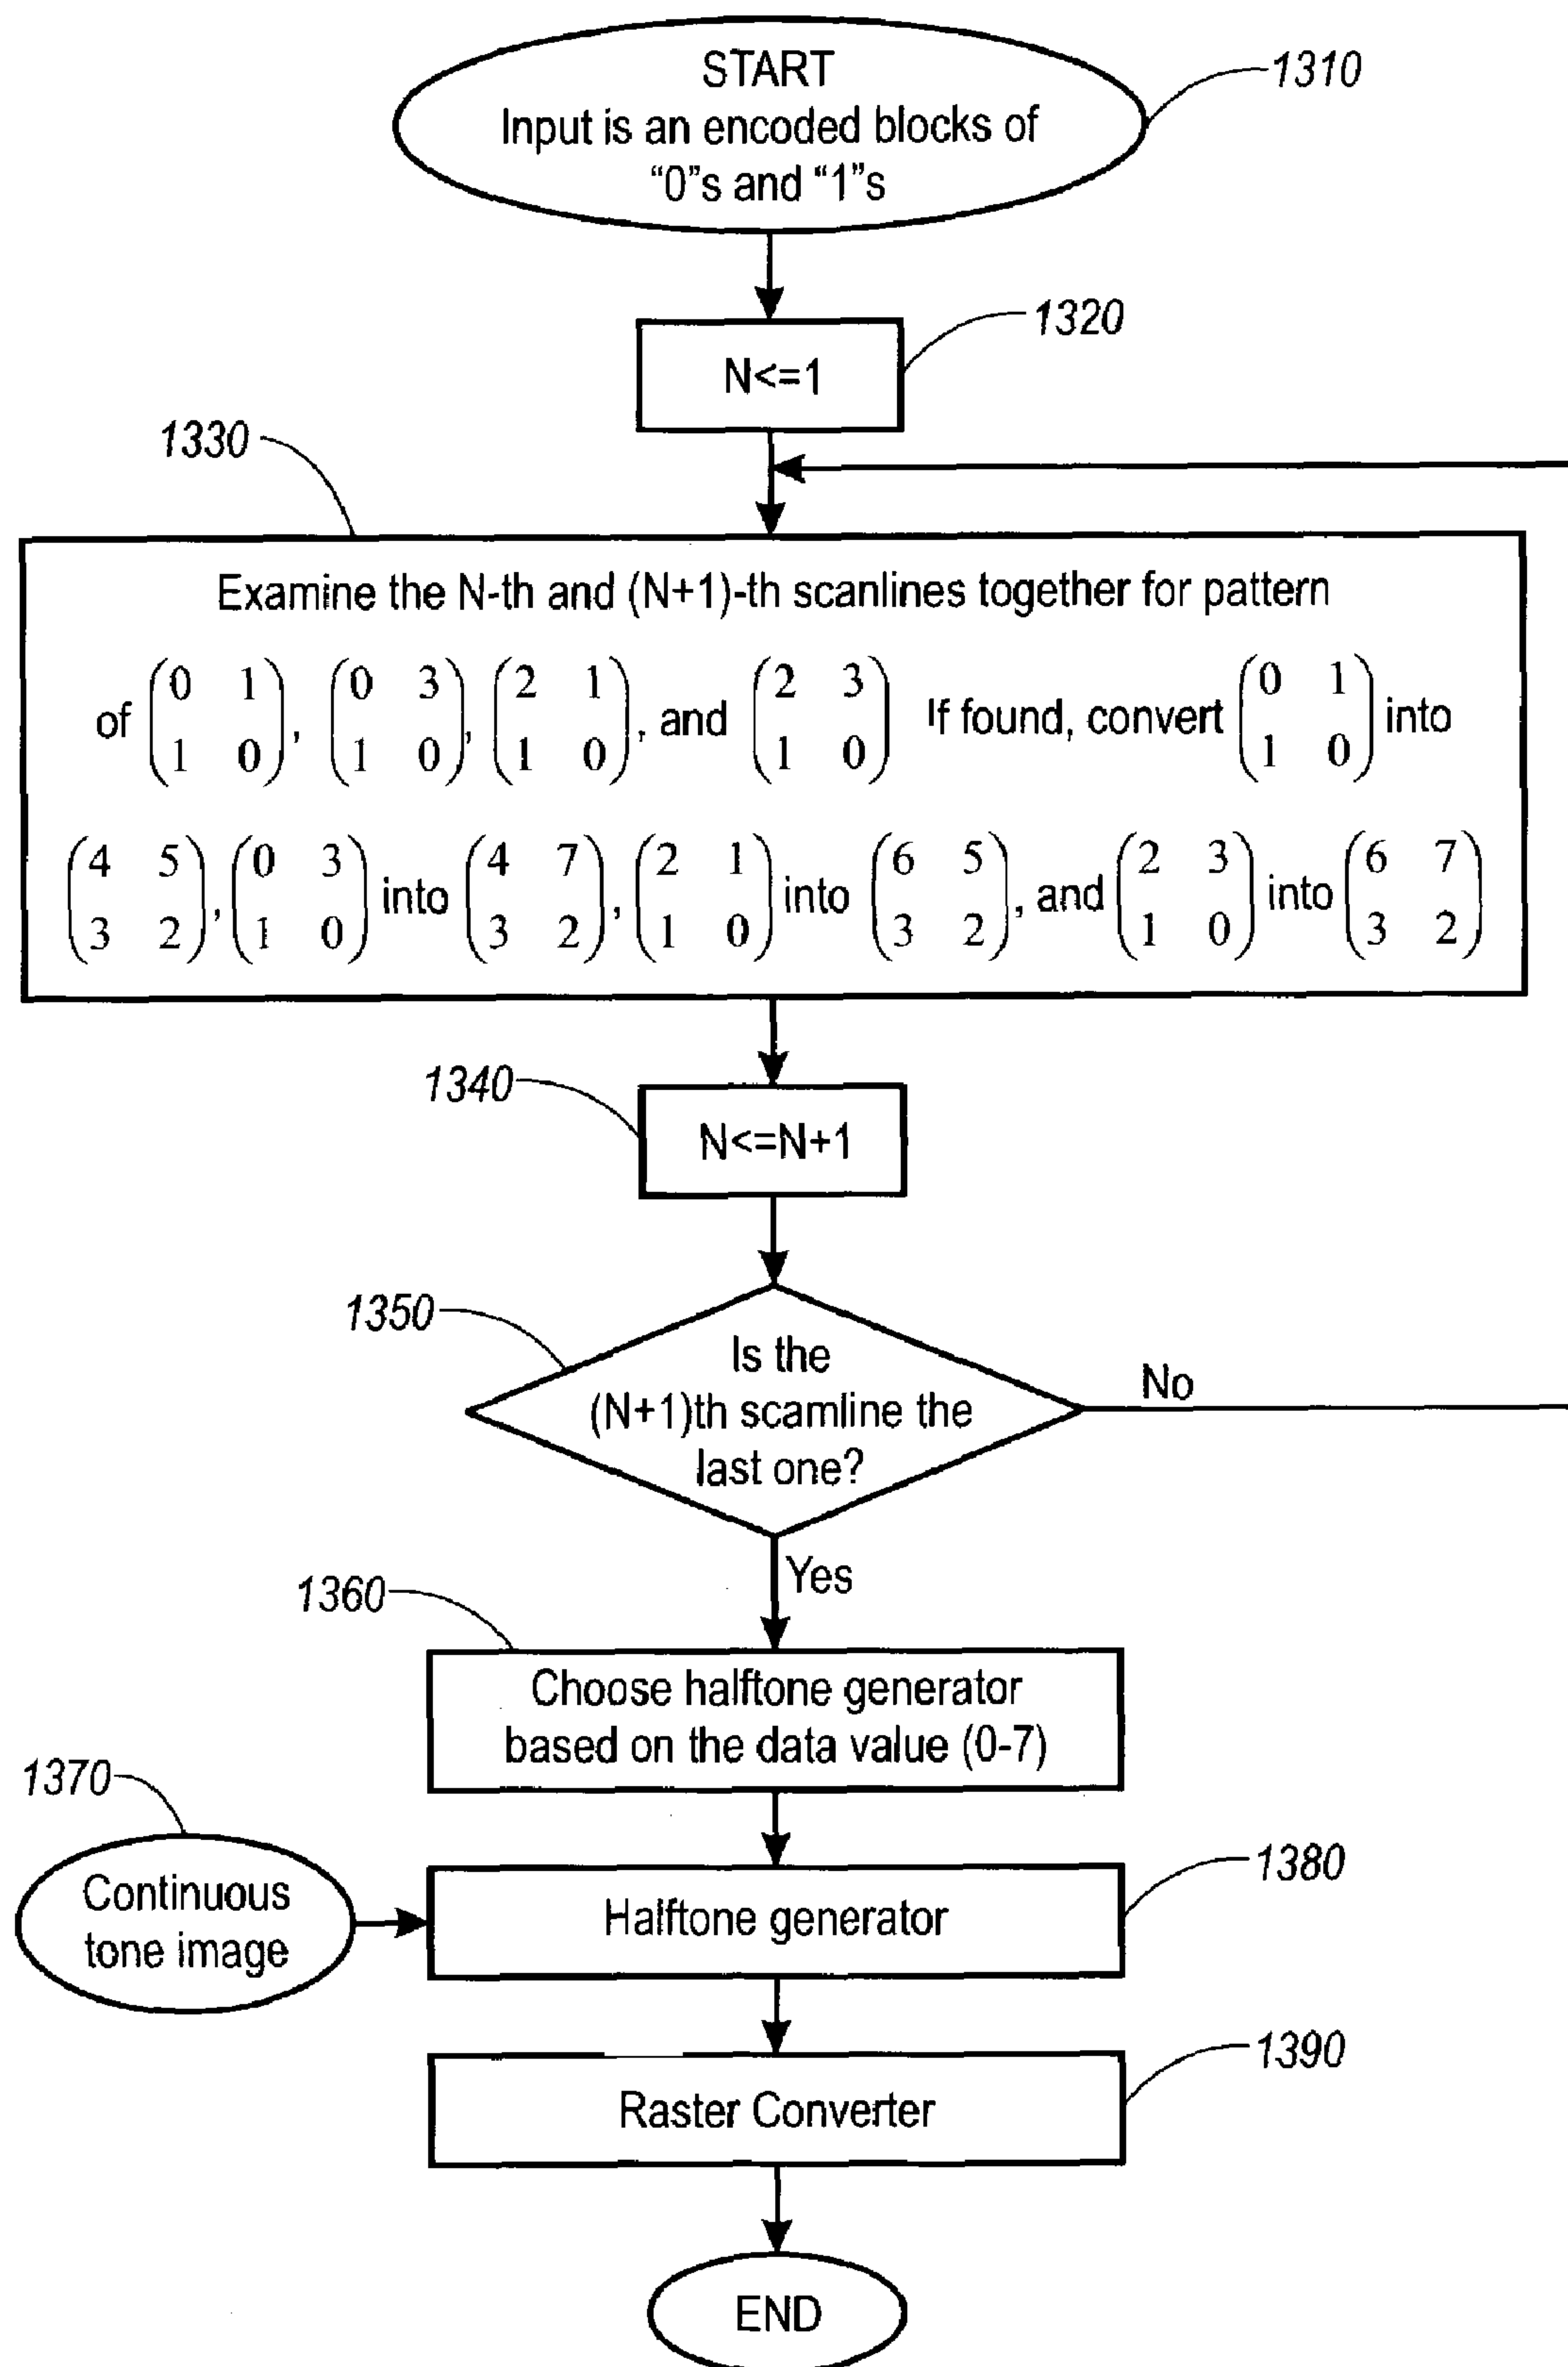 START
Input is an encoded blocks of
“0”s and “1”s
1310
N<=1
1320
1330
Examine the N-th and (N+1)-th scanlines together for pattern
of (0 1 / 1 0), (0 3 / 1 0), (2 1 / 1 0), and (2 3 / 1 0) If found, convert (0 1 / 1 0) into
(4 5 / 3 2), (0 3 / 1 0) into (4 7 / 3 2), (2 1 / 1 0) into (6 5 / 3 2), and (2 3 / 1 0) into (6 7 / 3 2)
1340
N<=N+1
1350
Is the
(N+1)th scamline the
last one?
No
Yes
1360
Choose halftone generator
based on the data value (0-7)
1370
Continuous
tone image
Halftone generator
1380
Raster Converter
1390
END